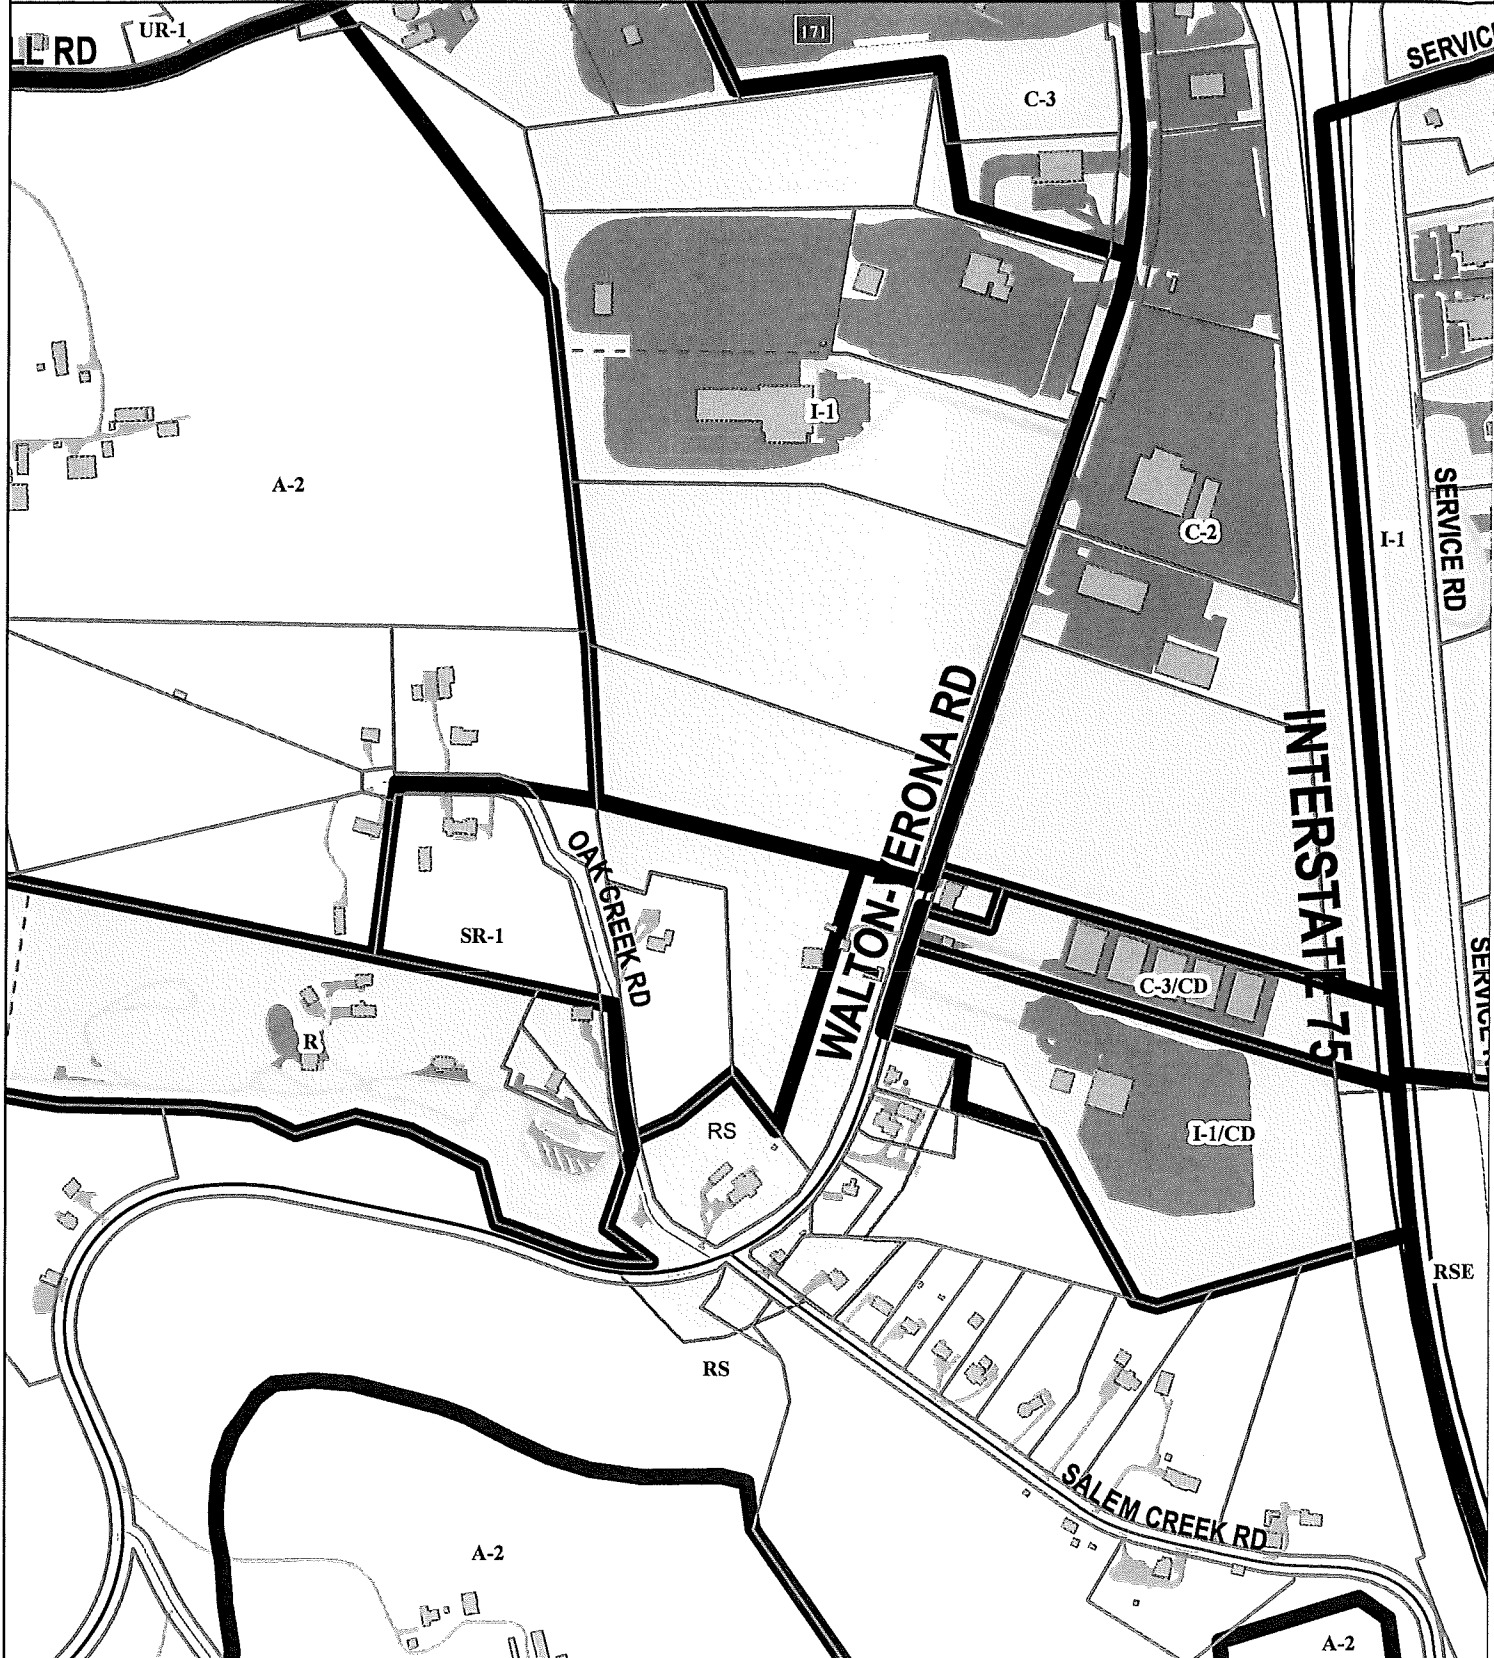 UR-1
LL RD
171
SERVIC
C-3
I-1
A-2
C-2
I-1
SERVICE RD
WALTON-VERONA RD
INTERSTATE 75
OAK CREEK RD
SR-1
C-3/CD
SERVICE
R
RS
I-1/CD
RSE
RS
SALEM CREEK RD
A-2
A-2